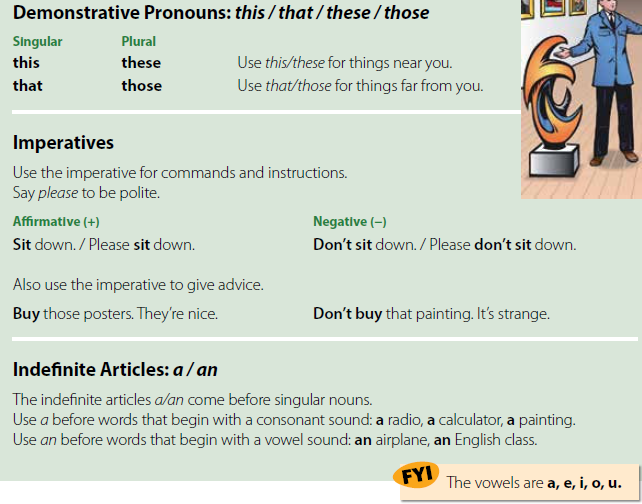 Demonstrative Pronouns: this / that / these / those
Singular Plural
this these Use this/these for things near you.
that those Use that/those for things far from you.
Imperatives
Use the imperative for commands and instructions.
Say please to be polite.
Affirmative (+) Negative (–)
Sit down. / Please sit down. Don't sit down. / Please don't sit down.
Also use the imperative to give advice.
Buy those posters. They're nice. Don't buy that painting. It's strange.
Indefinite Articles: a / an
The indefinite articles a/an come before singular nouns.
Use a before words that begin with a consonant sound: a radio, a calculator, a painting.
Use an before words that begin with a vowel sound: an airplane, an English class.
FYI The vowels are a, e, i, o, u.